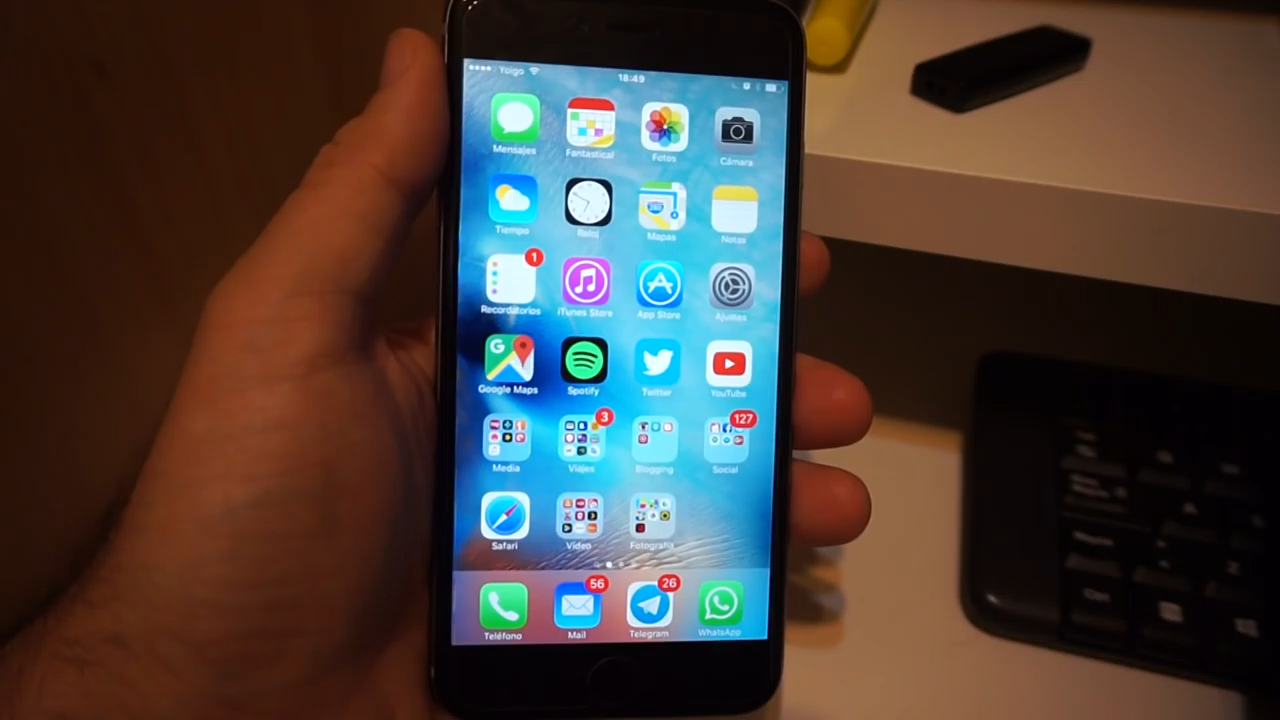 Yoigo
18:49
Mensajes Fantastical Fotos Cámara
Tiempo Reloj Mapas Notas
1
Recordatorios iTunes Store App Store Ajustes
G
Google Maps Spotify Twitter YouTube
3 127
Media Viajes Blogging Social
Safari Vídeo Fotografía
56 26
Teléfono Mail Telegram WhatsApp